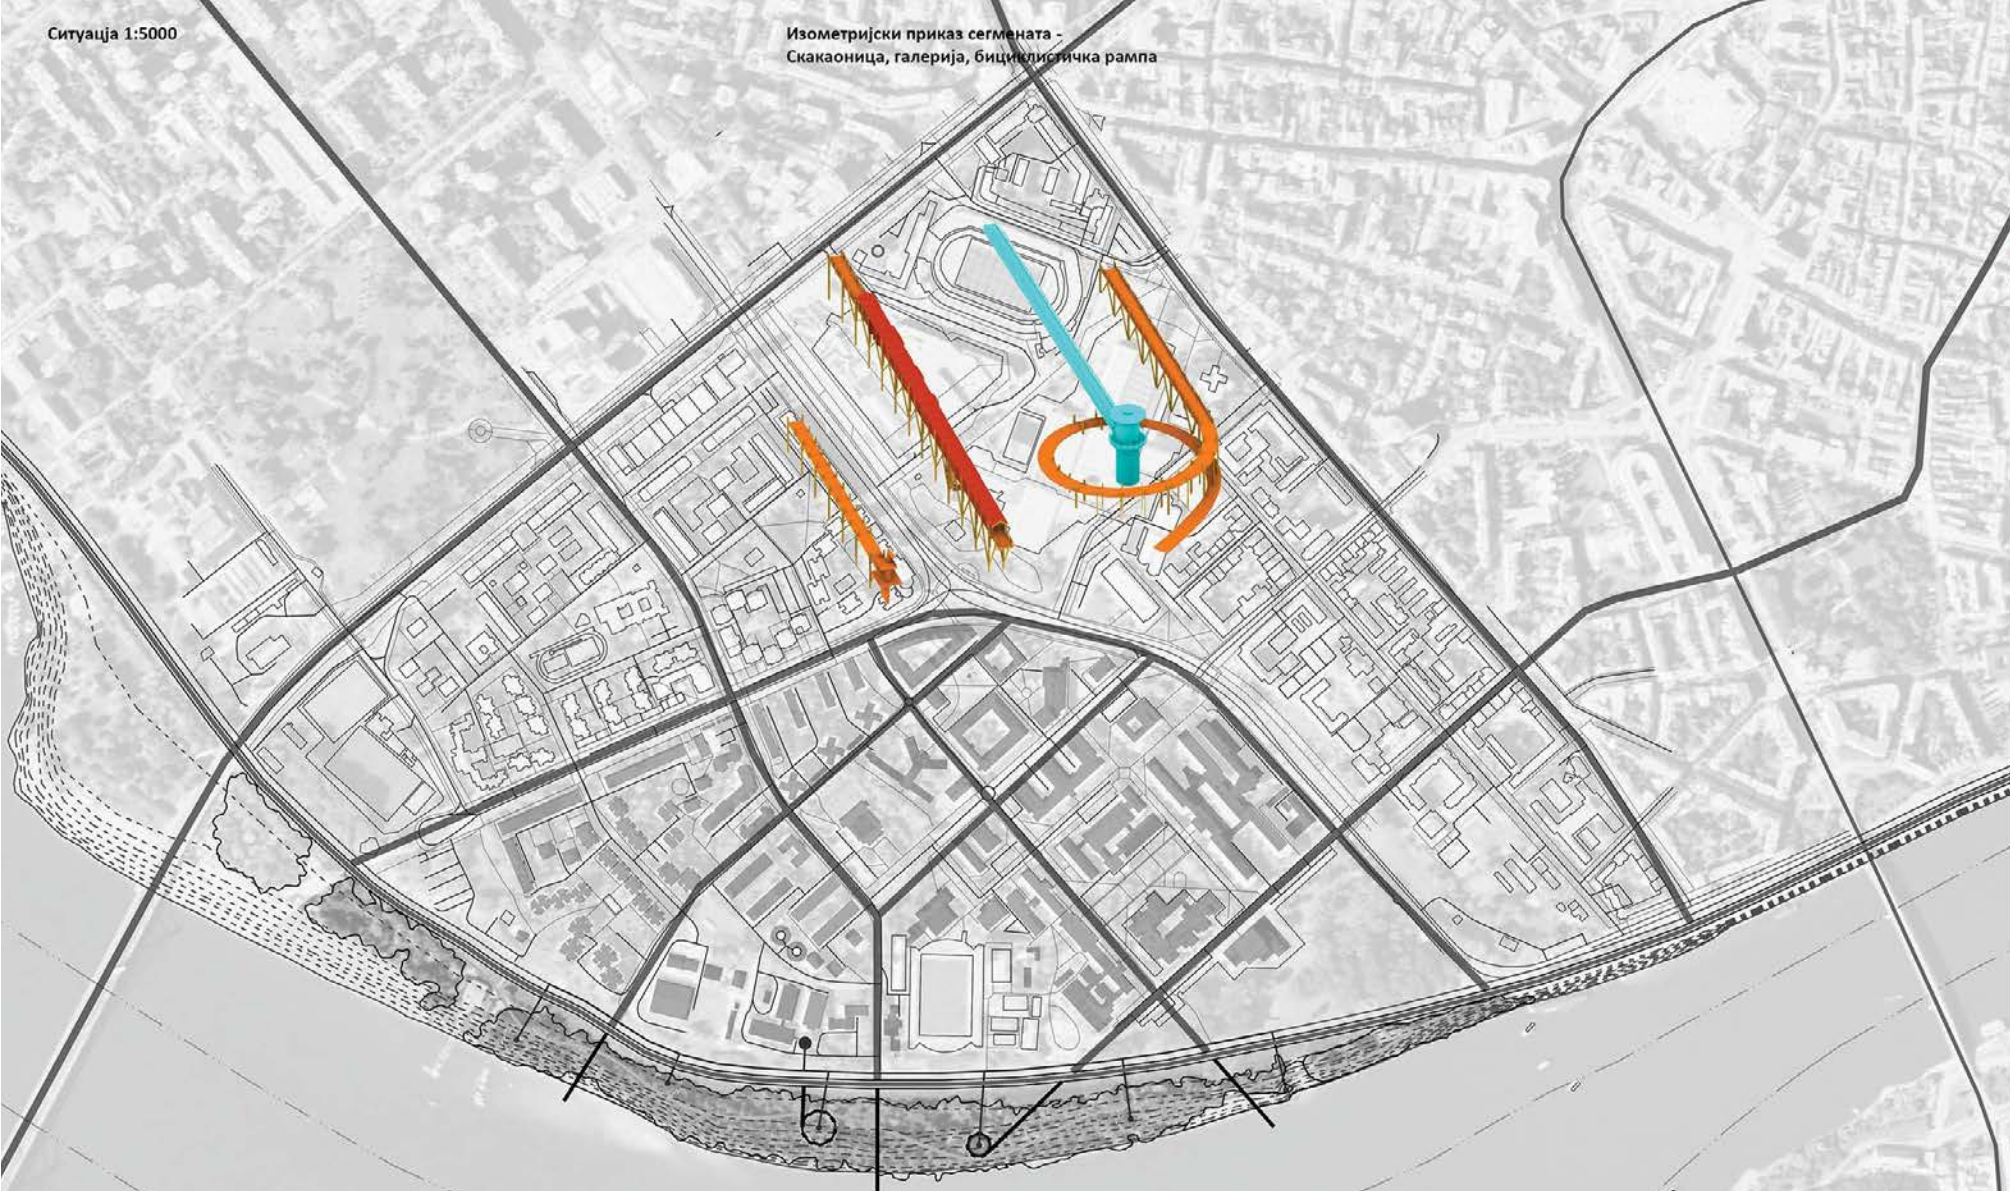 Ситуација 1:5000
Изометријски приказ сегмената -
Скакаоница, галерија, бициклистичка рампа